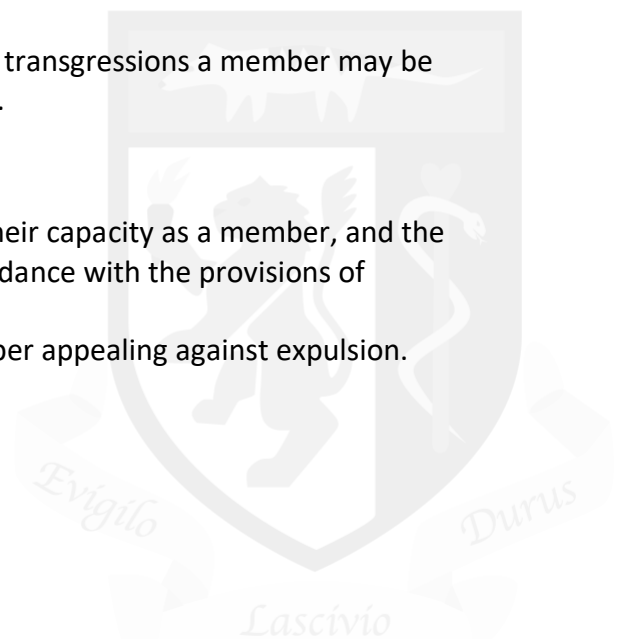 transgressions a member may be
.
heir capacity as a member, and the
dance with the provisions of
ber appealing against expulsion.
Evigilo
Durus
Lascivio